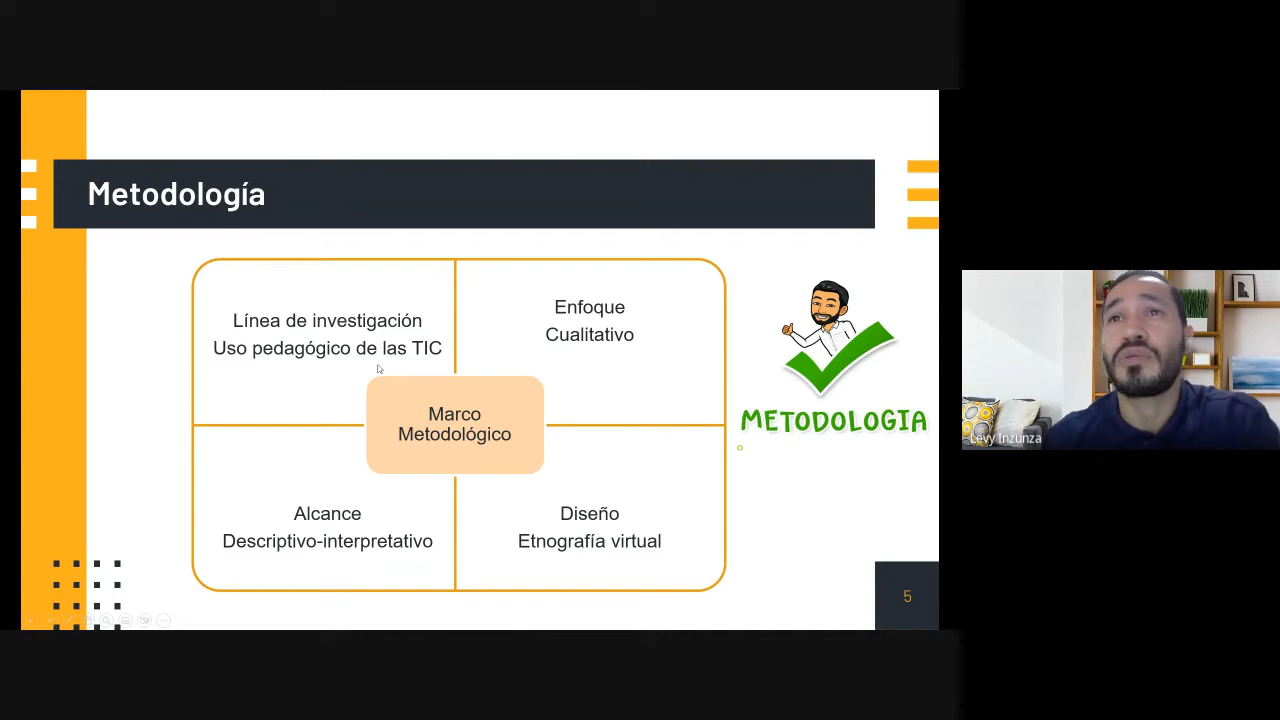 Metodología
Línea de investigación
Uso pedagógico de las TIC
Enfoque
Cualitativo
Marco
Metodológico
Alcance
Descriptivo-interpretativo
Diseño
Etnografía virtual
METODOLOGIA
5
Levy Inzunza